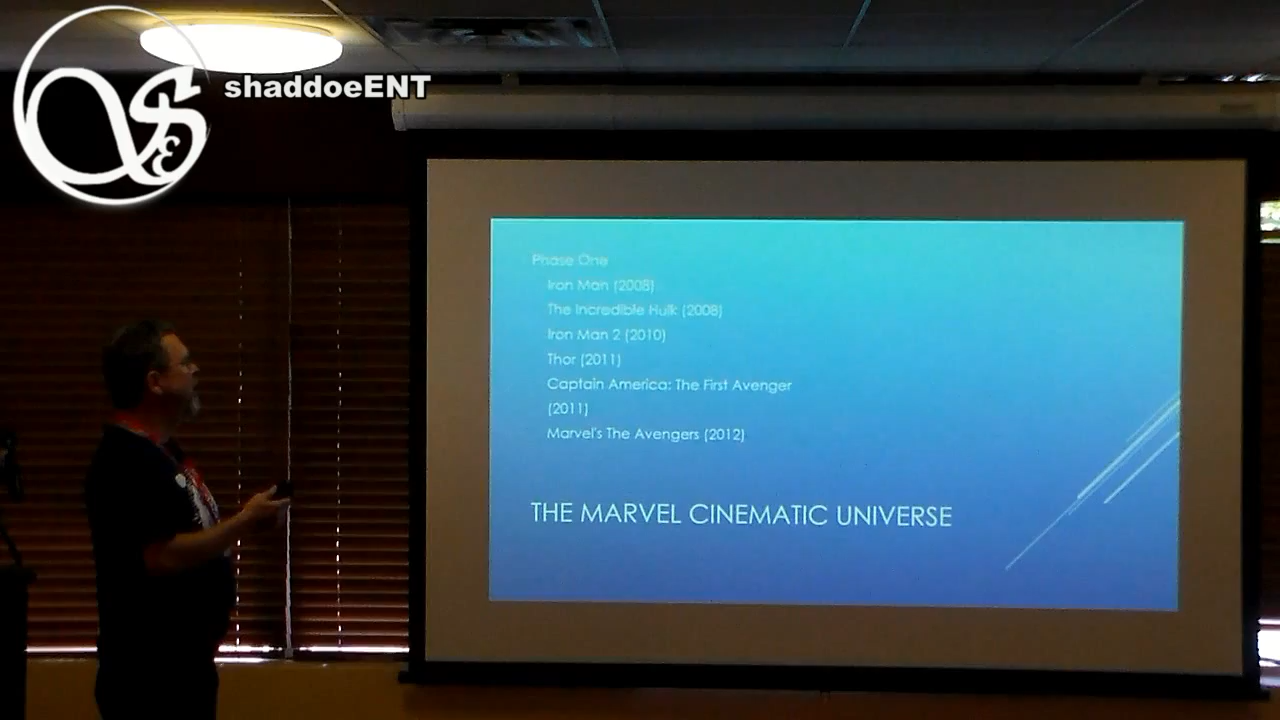 shaddoeENT
Phase One
Iron Man (2008)
The Incredible Hulk (2008)
Iron Man 2 (2010)
Thor (2011)
Captain America: The First Avenger
(2011)
Marvel's The Avengers (2012)
THE MARVEL CINEMATIC UNIVERSE